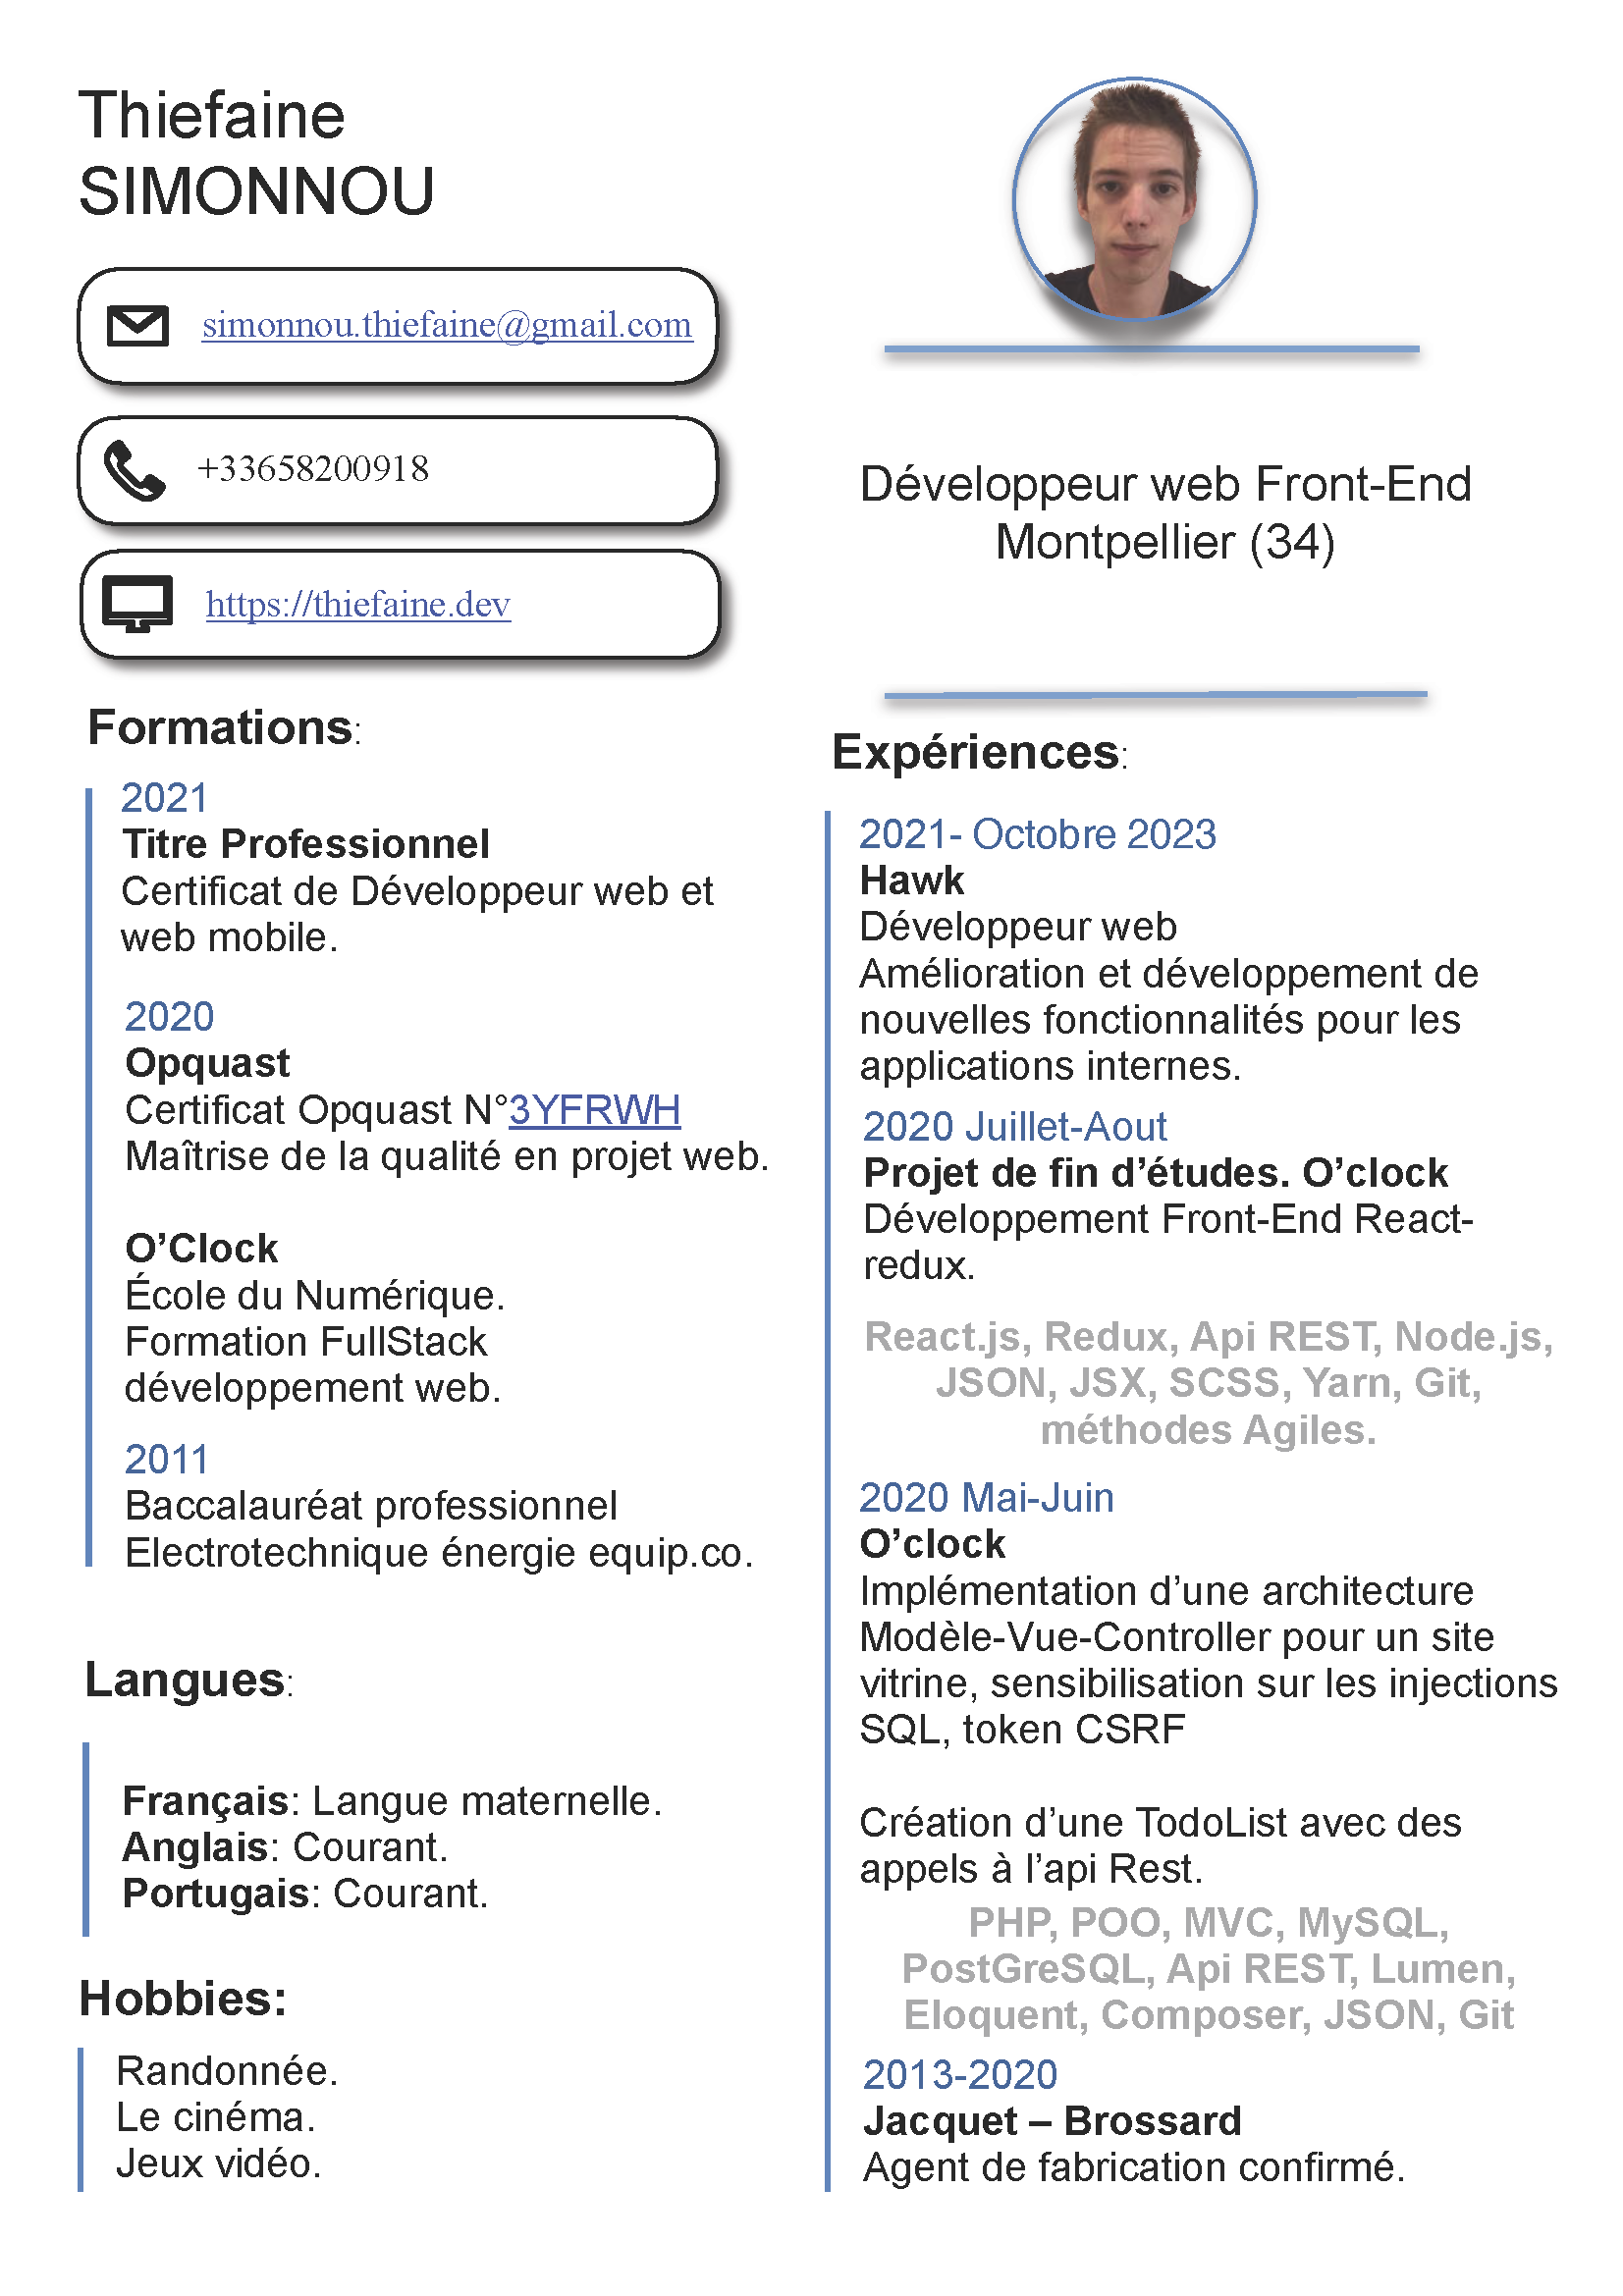 Thiefaine
SIMONNOU
simonnou.thiefaine@gmail.com
+33658200918
https://thiefaine.dev
Développeur web Front-End
Montpellier (34)
Formations:
2021
Titre Professionnel
Certificat de Développeur web et
web mobile.
2020
Opquast
Certificat Opquast N°3YFRWH
Maîtrise de la qualité en projet web.
O’Clock
École du Numérique.
Formation FullStack
développement web.
2011
Baccalauréat professionnel
Electrotechnique énergie equip.co.
Langues:
Français: Langue maternelle.
Anglais: Courant.
Portugais: Courant.
Hobbies:
Randonnée.
Le cinéma.
Jeux vidéo.
Expériences:
2021- Octobre 2023
Hawk
Développeur web
Amélioration et développement de
nouvelles fonctionnalités pour les
applications internes.
2020 Juillet-Aout
Projet de fin d’études. O’clock
Développement Front-End React-
redux.
React.js, Redux, Api REST, Node.js,
JSON, JSX, SCSS, Yarn, Git,
méthodes Agiles.
2020 Mai-Juin
O’clock
Implémentation d’une architecture
Modèle-Vue-Controller pour un site
vitrine, sensibilisation sur les injections
SQL, token CSRF
Création d’une TodoList avec des
appels à l’api Rest.
PHP, POO, MVC, MySQL,
PostGreSQL, Api REST, Lumen,
Eloquent, Composer, JSON, Git
2013-2020
Jacquet – Brossard
Agent de fabrication confirmé.